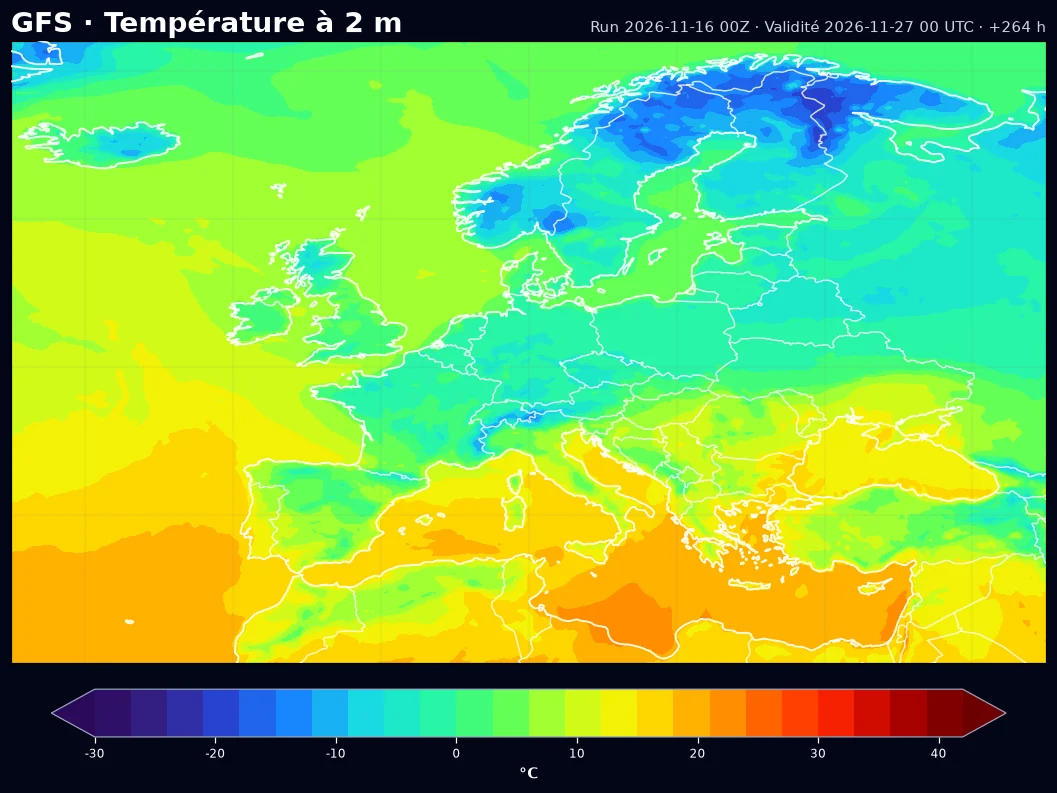 GFS · Température à 2 m
Run 2026-11-16 00Z · Validité 2026-11-27 00 UTC · +264 h
-30 -20 -10 0 10 20 30 40
°C